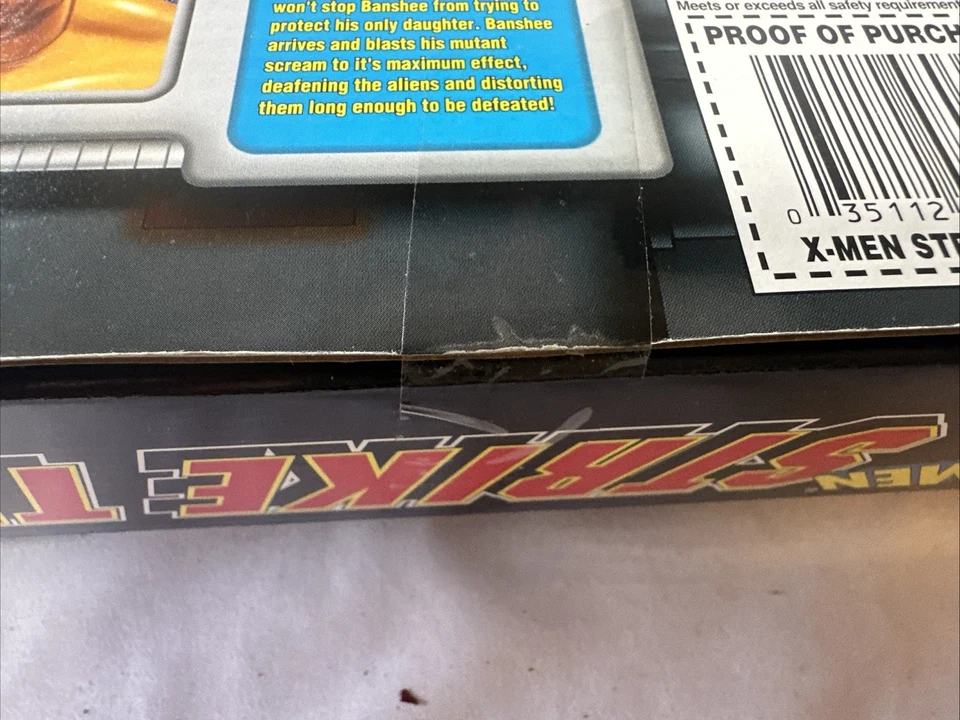 won't stop Banshee from trying to
protect his only daughter. Banshee
arrives and blasts his mutant
scream to it's maximum effect,
deafening the aliens and distorting
them long enough to be defeated!
Meets or exceeds all safety requirement
PROOF OF PURCH
0 35112
X-MEN STR
MEN STRIKE T